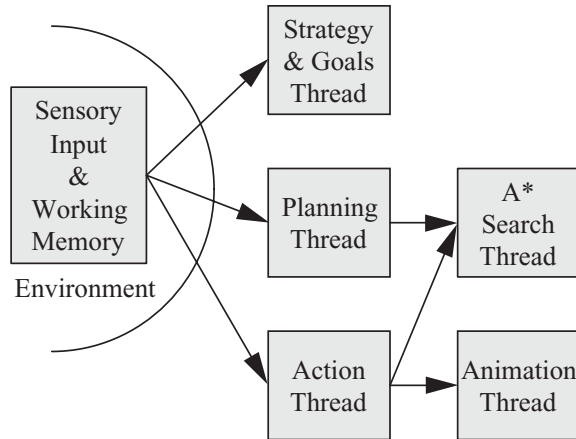 Strategy
& Goals
Thread
Sensory
Input
&
Working
Memory
Environment
Planning
Thread
A*
Search
Thread
Action
Thread
Animation
Thread